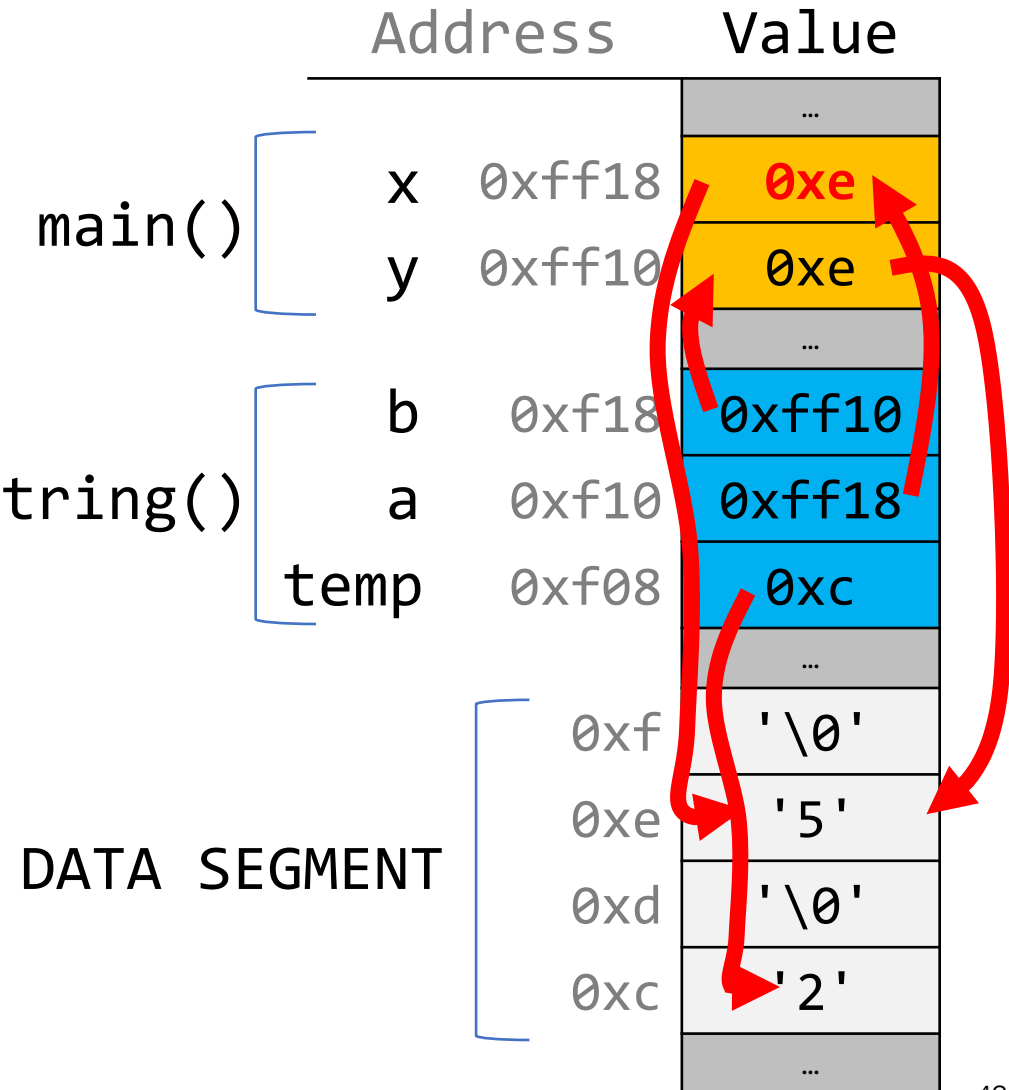 Address Value
…
x 0xff18 0xe
main()
y 0xff10 0xe
…
b 0xf18 0xff10
tring() a 0xf10 0xff18
temp 0xf08 0xc
…
0xf '\0'
0xe '5'
DATA SEGMENT
0xd '\0'
0xc '2'
…